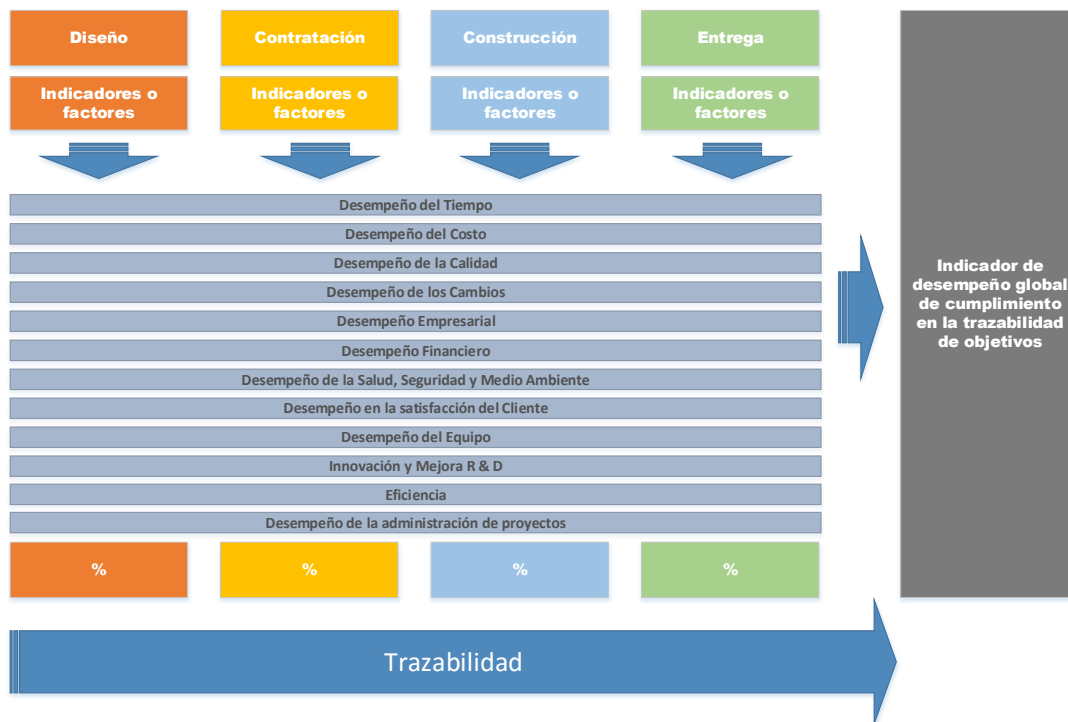 Diseño
Contratación
Construcción
Entrega
Indicadores o
factores
Indicadores o
factores
Indicadores o
factores
Indicadores o
factores
Desempeño del Tiempo
Desempeño del Costo
Desempeño de la Calidad
Desempeño de los Cambios
Desempeño Empresarial
Desempeño Financiero
Desempeño de la Salud, Seguridad y Medio Ambiente
Desempeño en la satisfacción del Cliente
Desempeño del Equipo
Innovación y Mejora R & D
Eficiencia
Desempeño de la administración de proyectos
%
%
%
%
Indicador de
desempeño global
de cumplimiento
en la trazabilidad
de objetivos
Trazabilidad